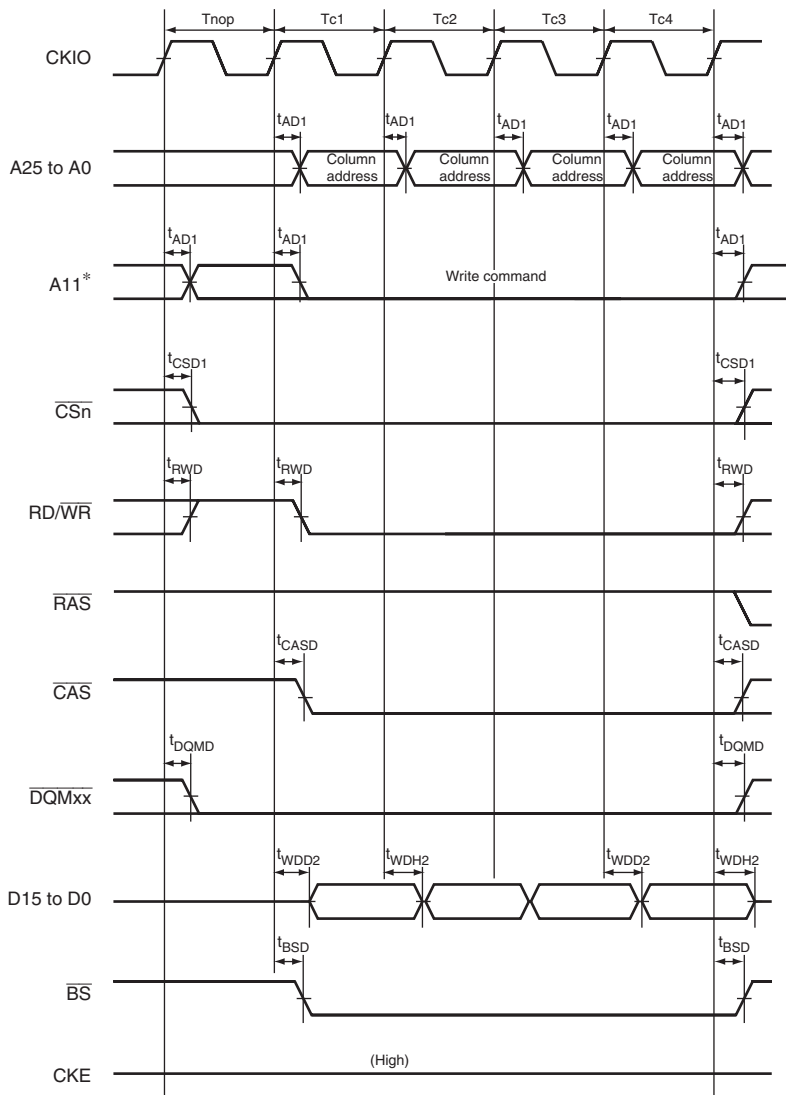 Tnop Tc1 Tc2 Tc3 Tc4
CKIO
tAD1 tAD1 tAD1 tAD1 tAD1
A25 to A0
Column address Column address Column address Column address
tAD1 tAD1 tAD1
A11*
Write command
tCSD1 tCSD1
CSn
tRWD tRWD tRWD
RD/WR
RAS
tCASD tCASD
CAS
tDQMD tDQMD
DQMxx
tWDD2 tWDH2 tWDD2 tWDH2
D15 to D0
tBSD tBSD
BS
(High)
CKE